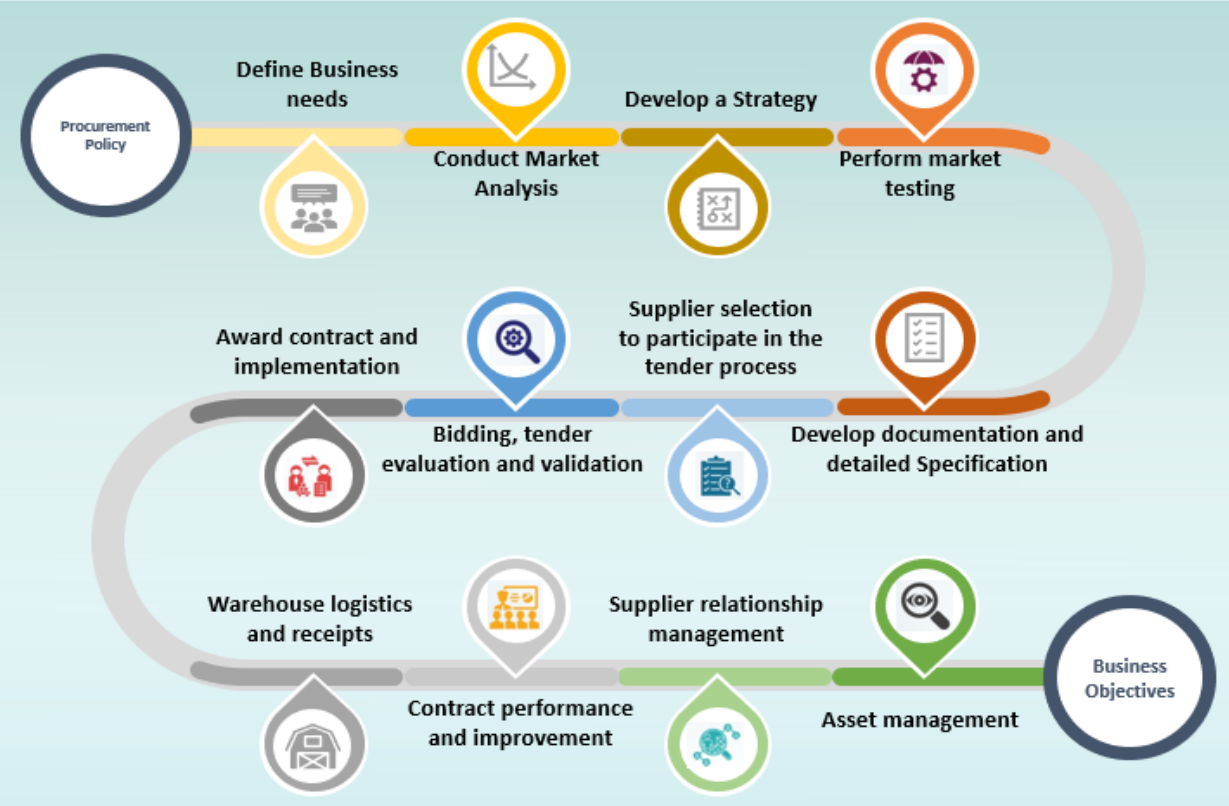 Procurement
Policy
Define Business
needs
Conduct Market
Analysis
Develop a Strategy
Perform market
testing
Develop documentation and
detailed Specification
Supplier selection
to participate in the
tender process
Bidding, tender
evaluation and validation
Award contract and
implementation
Warehouse logistics
and receipts
Contract performance
and improvement
Supplier relationship
management
Asset management
Business
Objectives